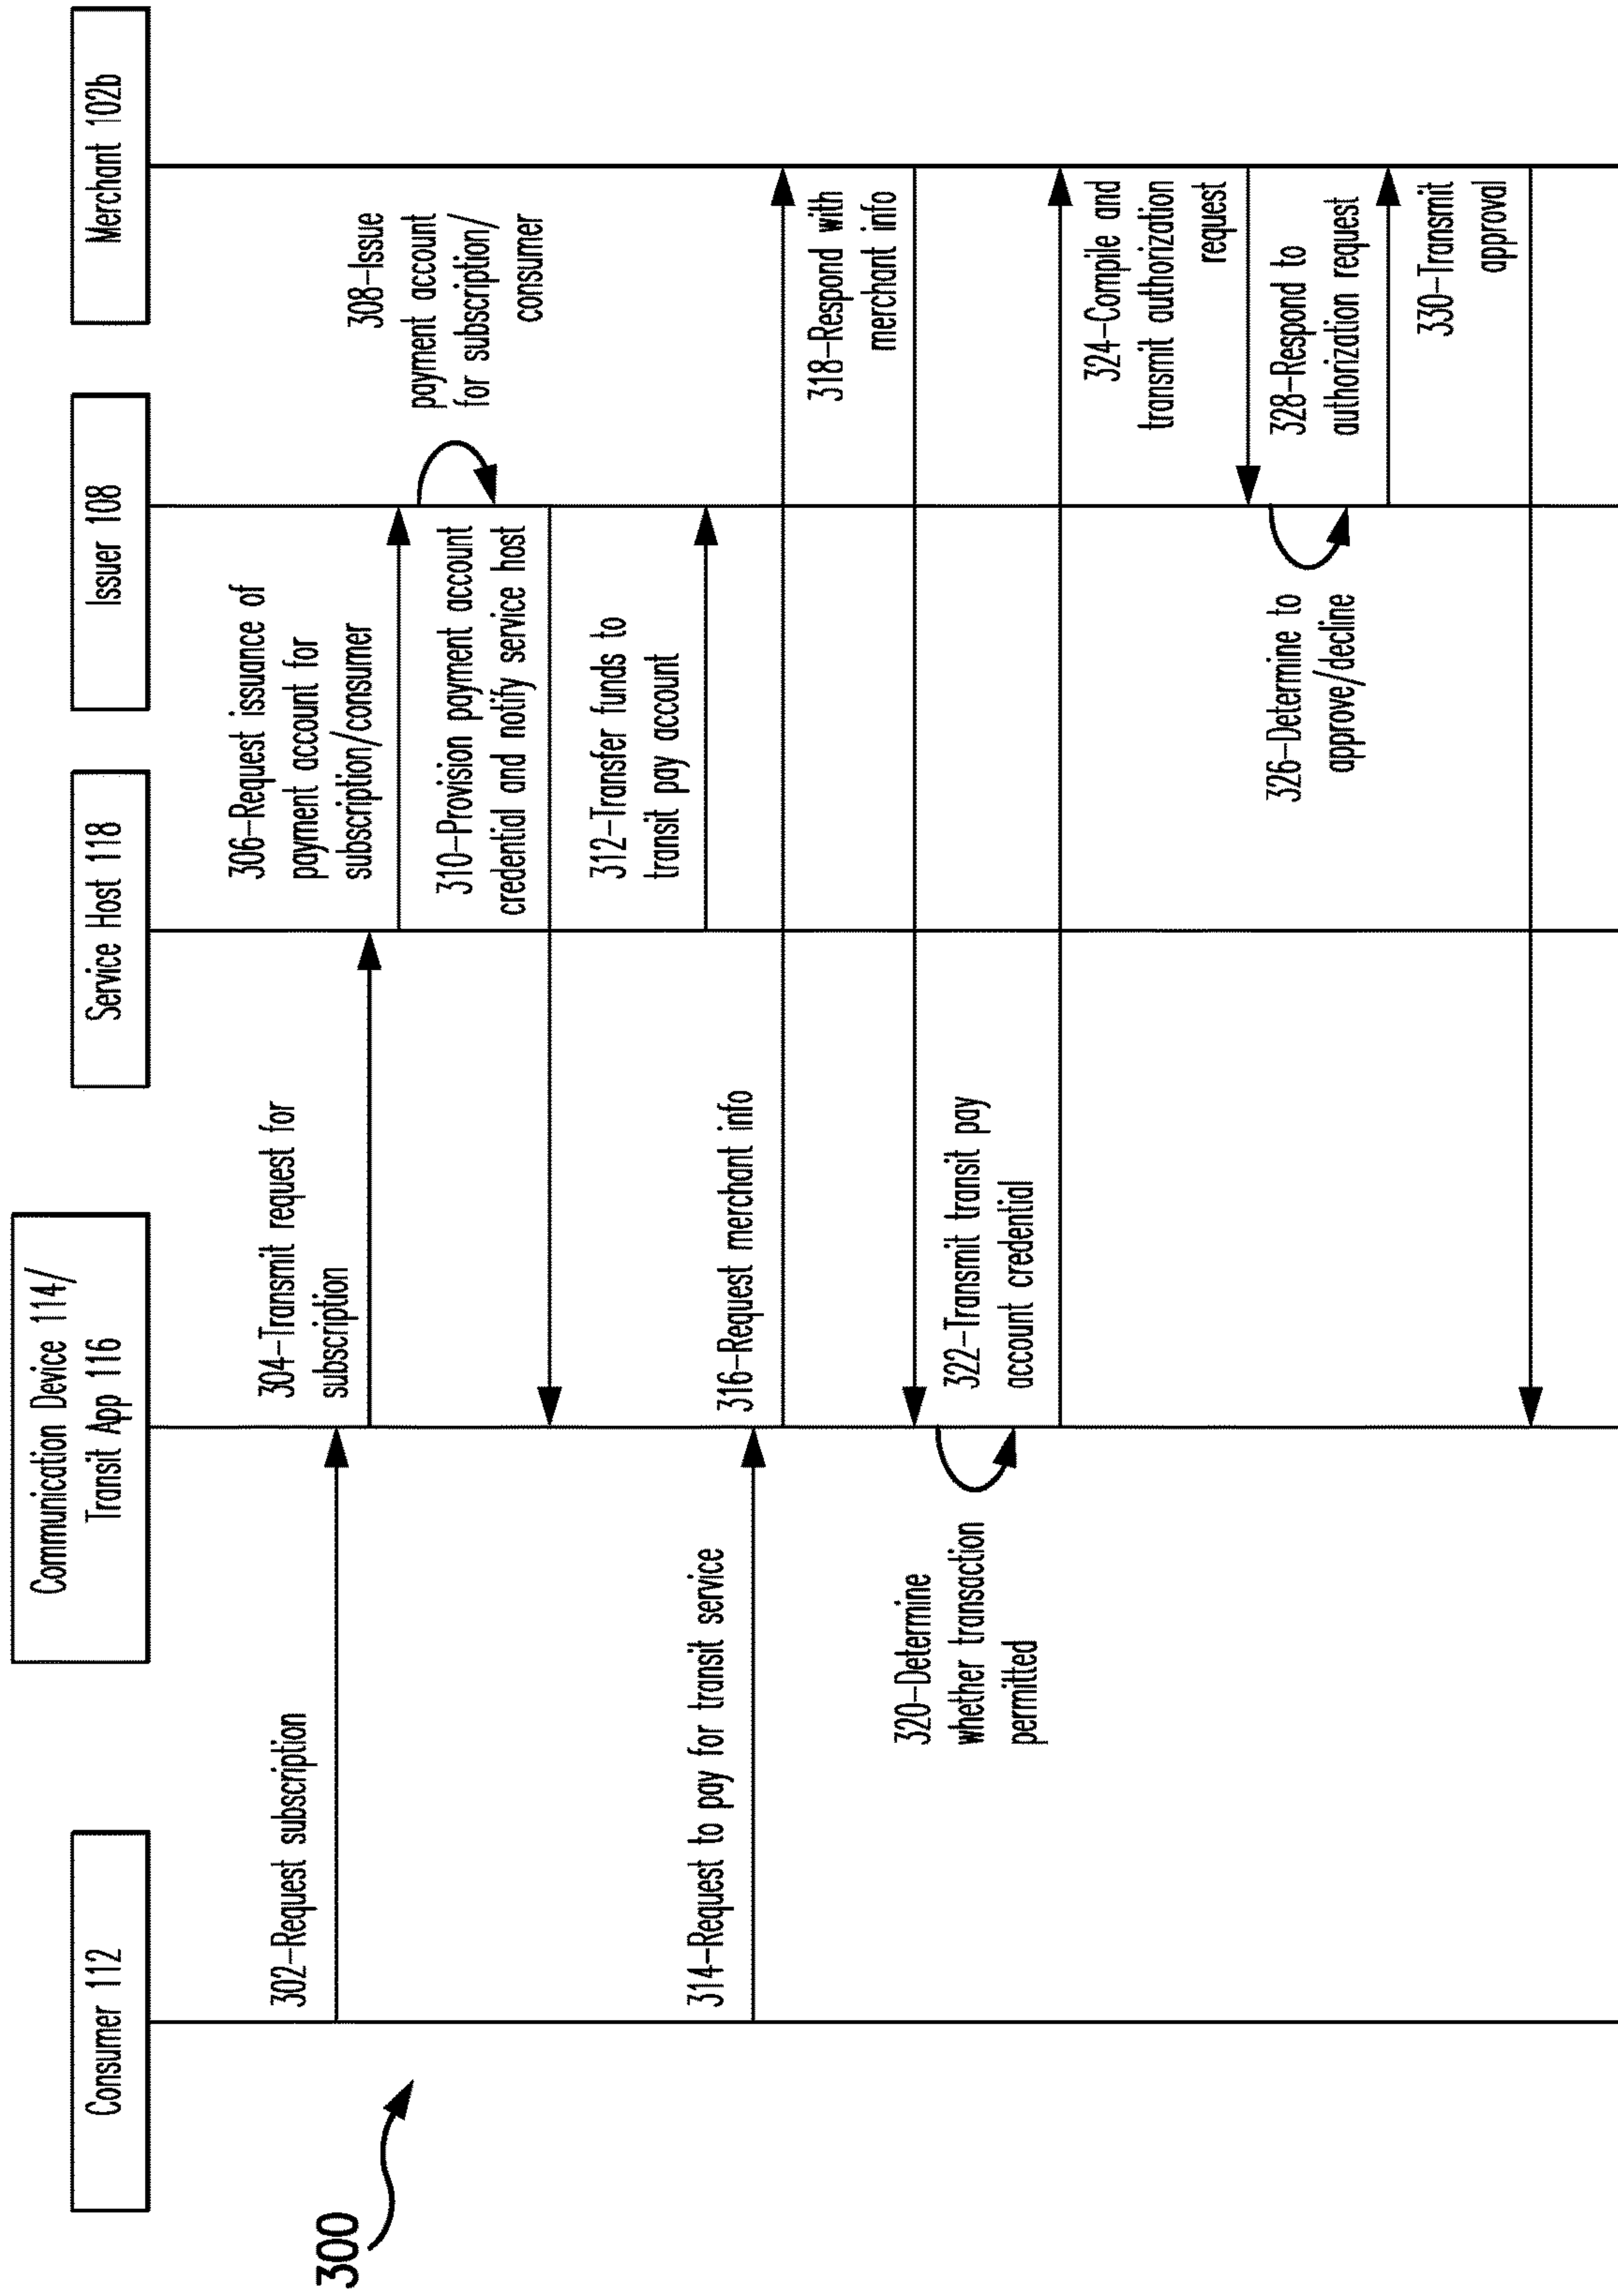 300
Consumer 112
Communication Device 114/
Transit App 116
Service Host 118
Issuer 108
Merchant 102b
302-Request subscription
304-Transmit request for
subscription
306-Request issuance of
payment account for
subscription/consumer
308-Issue
payment account
for subscription/
consumer
310-Provision payment account
credential and notify service host
312-Transfer funds to
transit pay account
314-Request to pay for transit service
316-Request merchant info
318-Respond with
merchant info
320-Determine
whether transaction
permitted
322-Transmit transit pay
account credential
324-Compile and
transmit authorization
request
326-Determine to
approve/decline
328-Respond to
authorization request
330-Transmit
approval